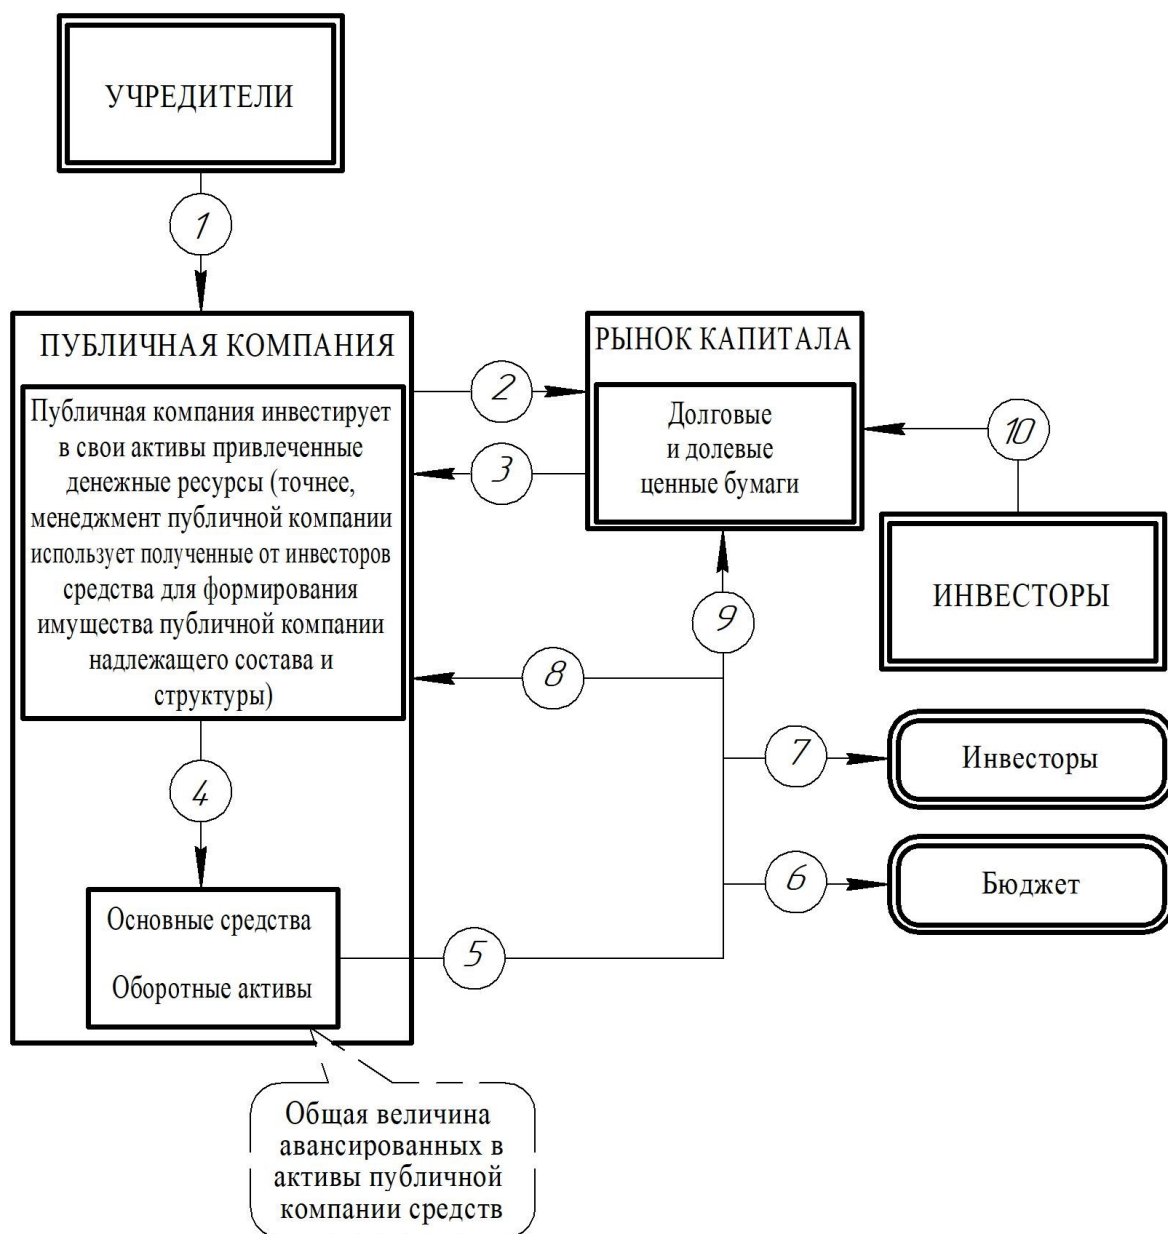 УЧРЕДИТЕЛИ
1
ПУБЛИЧНАЯ КОМПАНИЯ
Публичная компания инвестирует
в свои активы привлеченные
денежные ресурсы (точнее,
менеджмент публичной компании
использует полученные от инвесторов
средства для формирования
имущества публичной компании
надлежащего состава и
структуры)
2
3
РЫНОК КАПИТАЛА
Долговые
и долевые
ценные бумаги
10
ИНВЕСТОРЫ
9
8
7
Инвесторы
4
6
Бюджет
Основные средства
Оборотные активы
5
Общая величина
авансированных в
активы публичной
компании средств